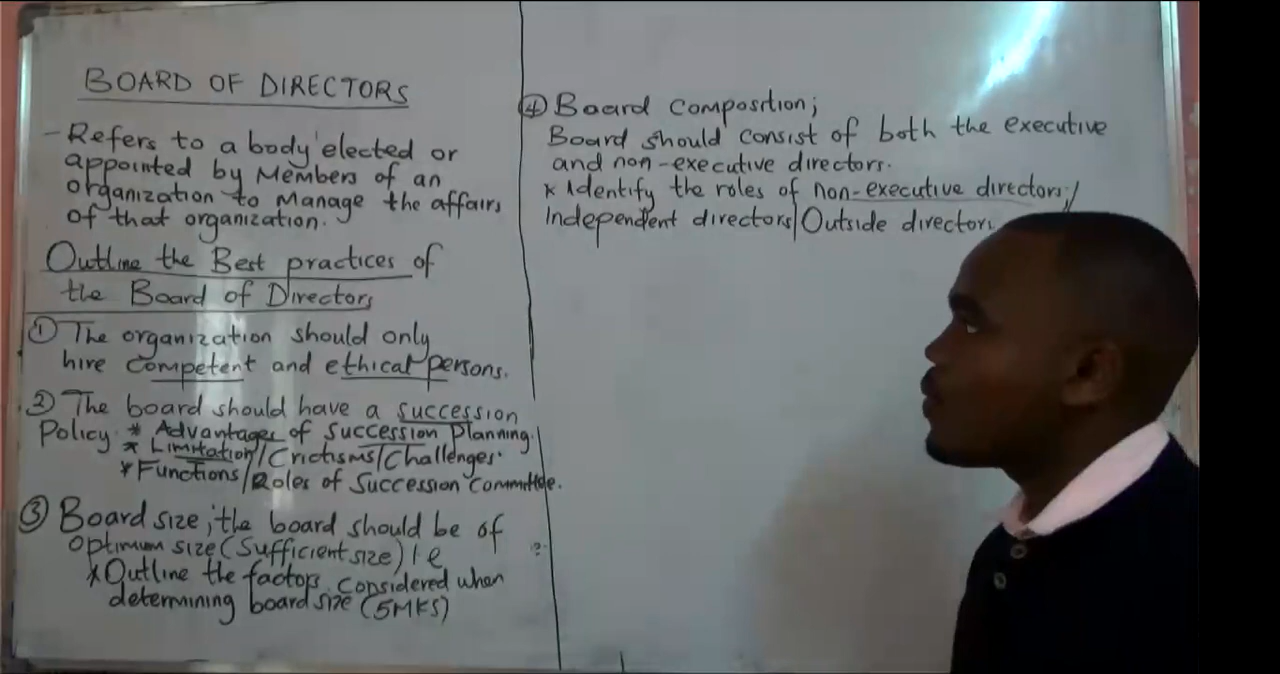 BOARD OF DIRECTORS
- Refers to a body elected or
appointed by Members of an
organization to Manage the affairs
of that organization.
Outline the Best practices of
the Board of Directors
① The organization should only
hire competent and ethical persons.
② The board should have a succession
Policy * Advantages of Succession Planning.
* Limitation/Crictisms/Challenges.
* Functions/Roles of Succession Committee.
③ Board size; the board should be of
Optimum size (Sufficient size) i.e
* Outline the factors considered when
determining board size (5MKS)
④ Board Composition;
Board should consist of both the executive
and non-executive directors.
* Identify the roles of non-executive directors;/
Independent directors/Outside directors